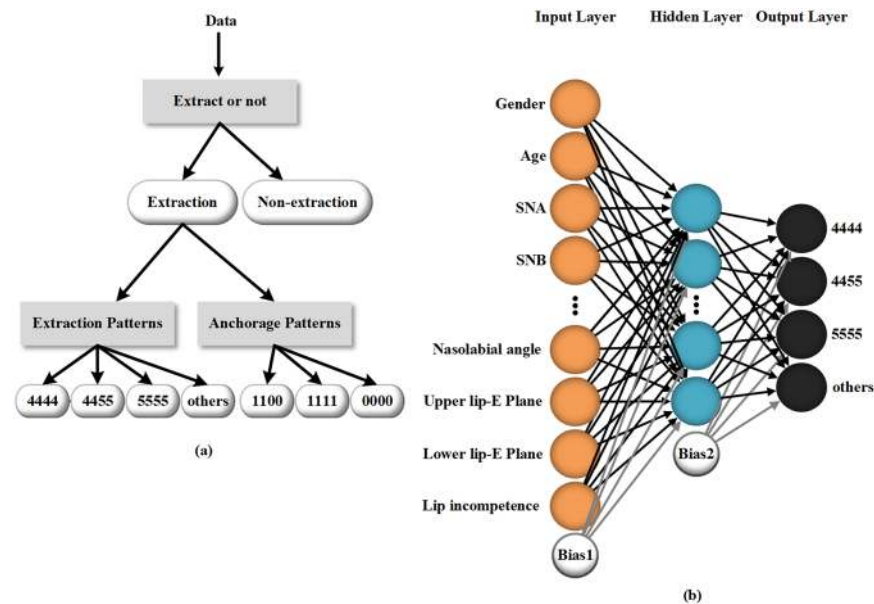 Data
Extract or not
Extraction
Non-extraction
Extraction Patterns
Anchorage Patterns
4444
4455
5555
others
1100
1111
0000
(a)
Input Layer
Hidden Layer
Output Layer
Gender
Age
SNA
SNB
Nasolabial angle
Upper lip-E Plane
Lower lip-E Plane
Lip incompetence
Bias1
Bias2
4444
4455
5555
others
(b)